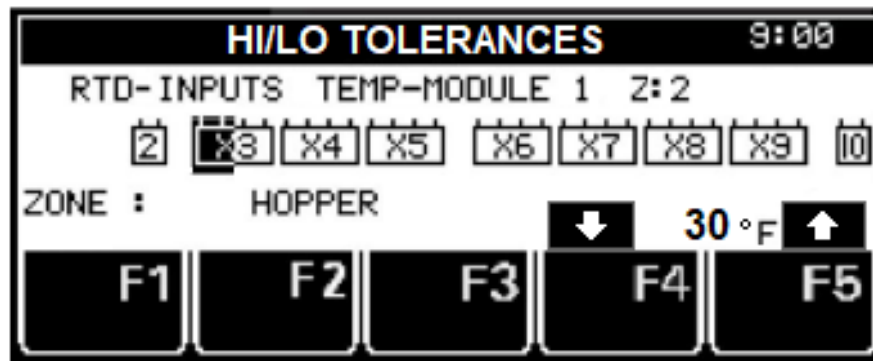 HI/LO TOLERANCES 9:00
RTD-INPUTS TEMP-MODULE 1 Z:2
2 X3 X4 X5 X6 X7 X8 X9 10
ZONE : HOPPER
30 °F
F1 F2 F3 F4 F5